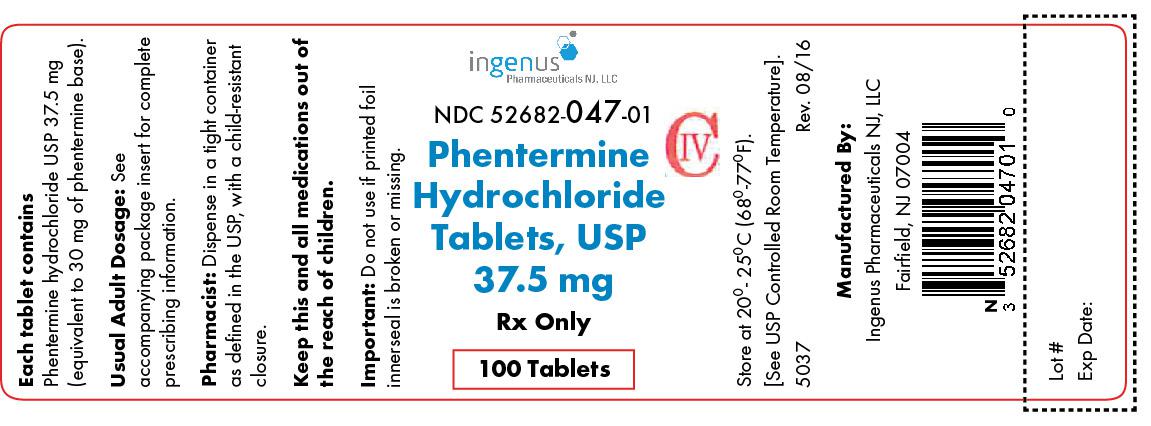 Each tablet contains
Phentermine hydrochloride USP 37.5 mg
(equivalent to 30 mg of phentermine base).
Usual Adult Dosage: See
accompanying package insert for complete
prescribing information.
Pharmacist: Dispense in a tight container
as defined in the USP, with a child-resistant
closure.
Keep this and all medications out of
the reach of children.
Important: Do not use if printed foil
innerseal is broken or missing.
ingenus
Pharmaceuticals NJ, LLC
NDC 52682-047-01
CIV
Phentermine
Hydrochloride
Tablets, USP
37.5 mg
Rx Only
100 Tablets
Store at 20⁰- 25⁰C (68⁰-77⁰F).
[See USP Controlled Room Temperature].
5037 Rev. 08/16
Manufactured By:
Ingenus Pharmaceuticals NJ, LLC
Fairfield, NJ 07004
N
3 52682 04701 0
Lot #
Exp Date: